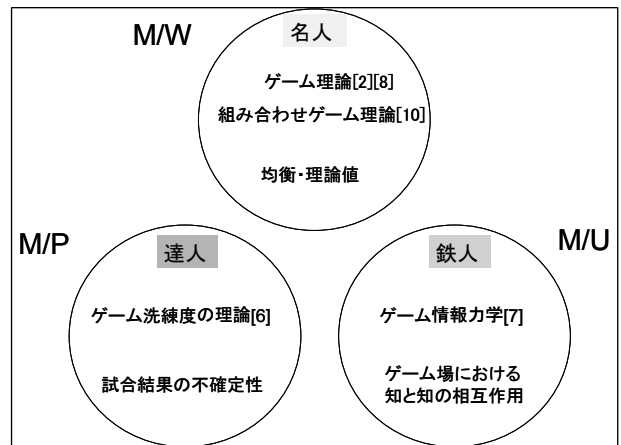 M/W
名人
ゲーム理論[2][8]
組み合わせゲーム理論[10]
均衡・理論値
M/P
達人
ゲーム洗練度の理論[6]
試合結果の不確定性
M/U
鉄人
ゲーム情報力学[7]
ゲーム場における
知と知の相互作用